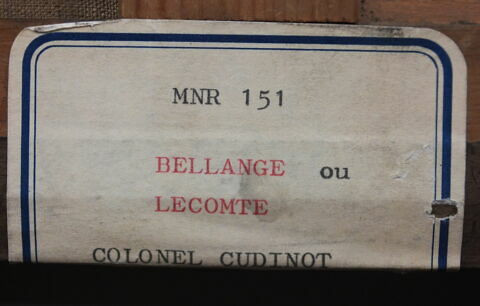 MNR 151
BELLANGE ou
LECOMTE
COLONEL CUDINOT